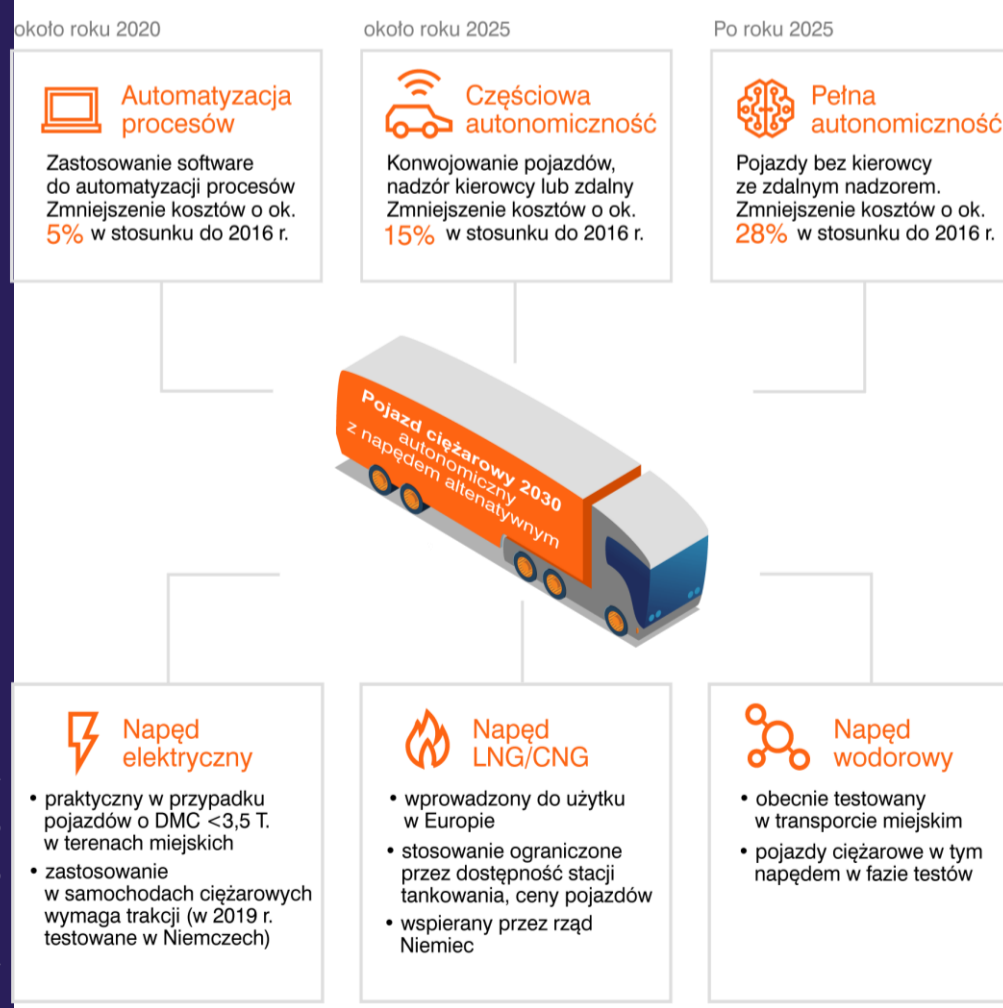 około roku 2020
Automatyzacja
procesów
Zastosowanie software
do automatyzacji procesów
Zmniejszenie kosztów o ok.
5% w stosunku do 2016 r.
około roku 2025
Częściowa
autonomiczność
Konwojowanie pojazdów,
nadzór kierowcy lub zdalny
Zmniejszenie kosztów o ok.
15% w stosunku do 2016 r.
Po roku 2025
Pełna
autonomiczność
Pojazdy bez kierowcy
ze zdalnym nadzorem.
Zmniejszenie kosztów o ok.
28% w stosunku do 2016 r.
Pojazd ciężarowy 2030
autonomiczny
z napędem altenatywnym
Napęd
elektryczny
• praktyczny w przypadku
pojazdów o DMC <3,5 T.
w terenach miejskich
• zastosowanie
w samochodach ciężarowych
wymaga trakcji (w 2019 r.
testowane w Niemczech)
Napęd
LNG/CNG
• wprowadzony do użytku
w Europie
• stosowanie ograniczone
przez dostępność stacji
tankowania, ceny pojazdów
• wspierany przez rząd
Niemiec
Napęd
wodorowy
• obecnie testowany
w transporcie miejskim
• pojazdy ciężarowe w tym
napędem w fazie testów